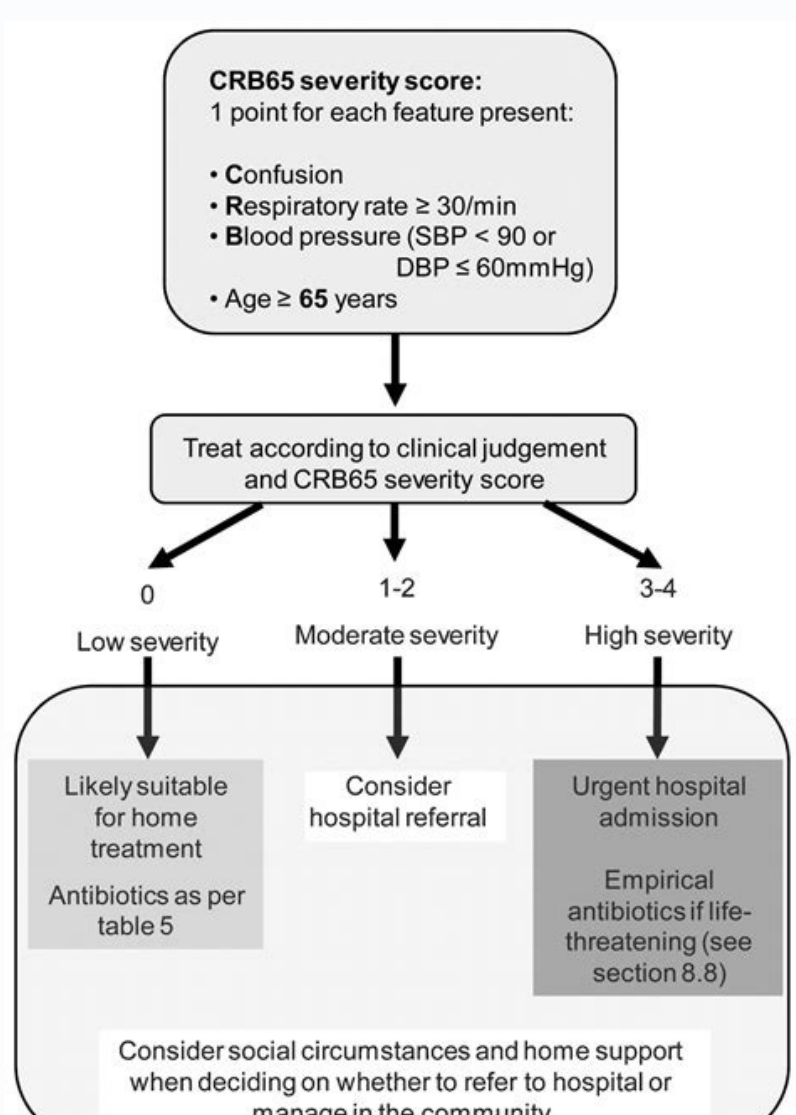 CRB65 severity score:
1 point for each feature present:
• Confusion
• Respiratory rate ≥ 30/min
• Blood pressure (SBP < 90 or
DBP ≤ 60mmHg)
• Age ≥ 65 years
Treat according to clinical judgement
and CRB65 severity score
0
Low severity
1-2
Moderate severity
3-4
High severity
Likely suitable
for home
treatment
Antibiotics as per
table 5
Consider
hospital referral
Urgent hospital
admission
Empirical
antibiotics if life-
threatening (see
section 8.8)
Consider social circumstances and home support
when deciding on whether to refer to hospital or
manage in the community